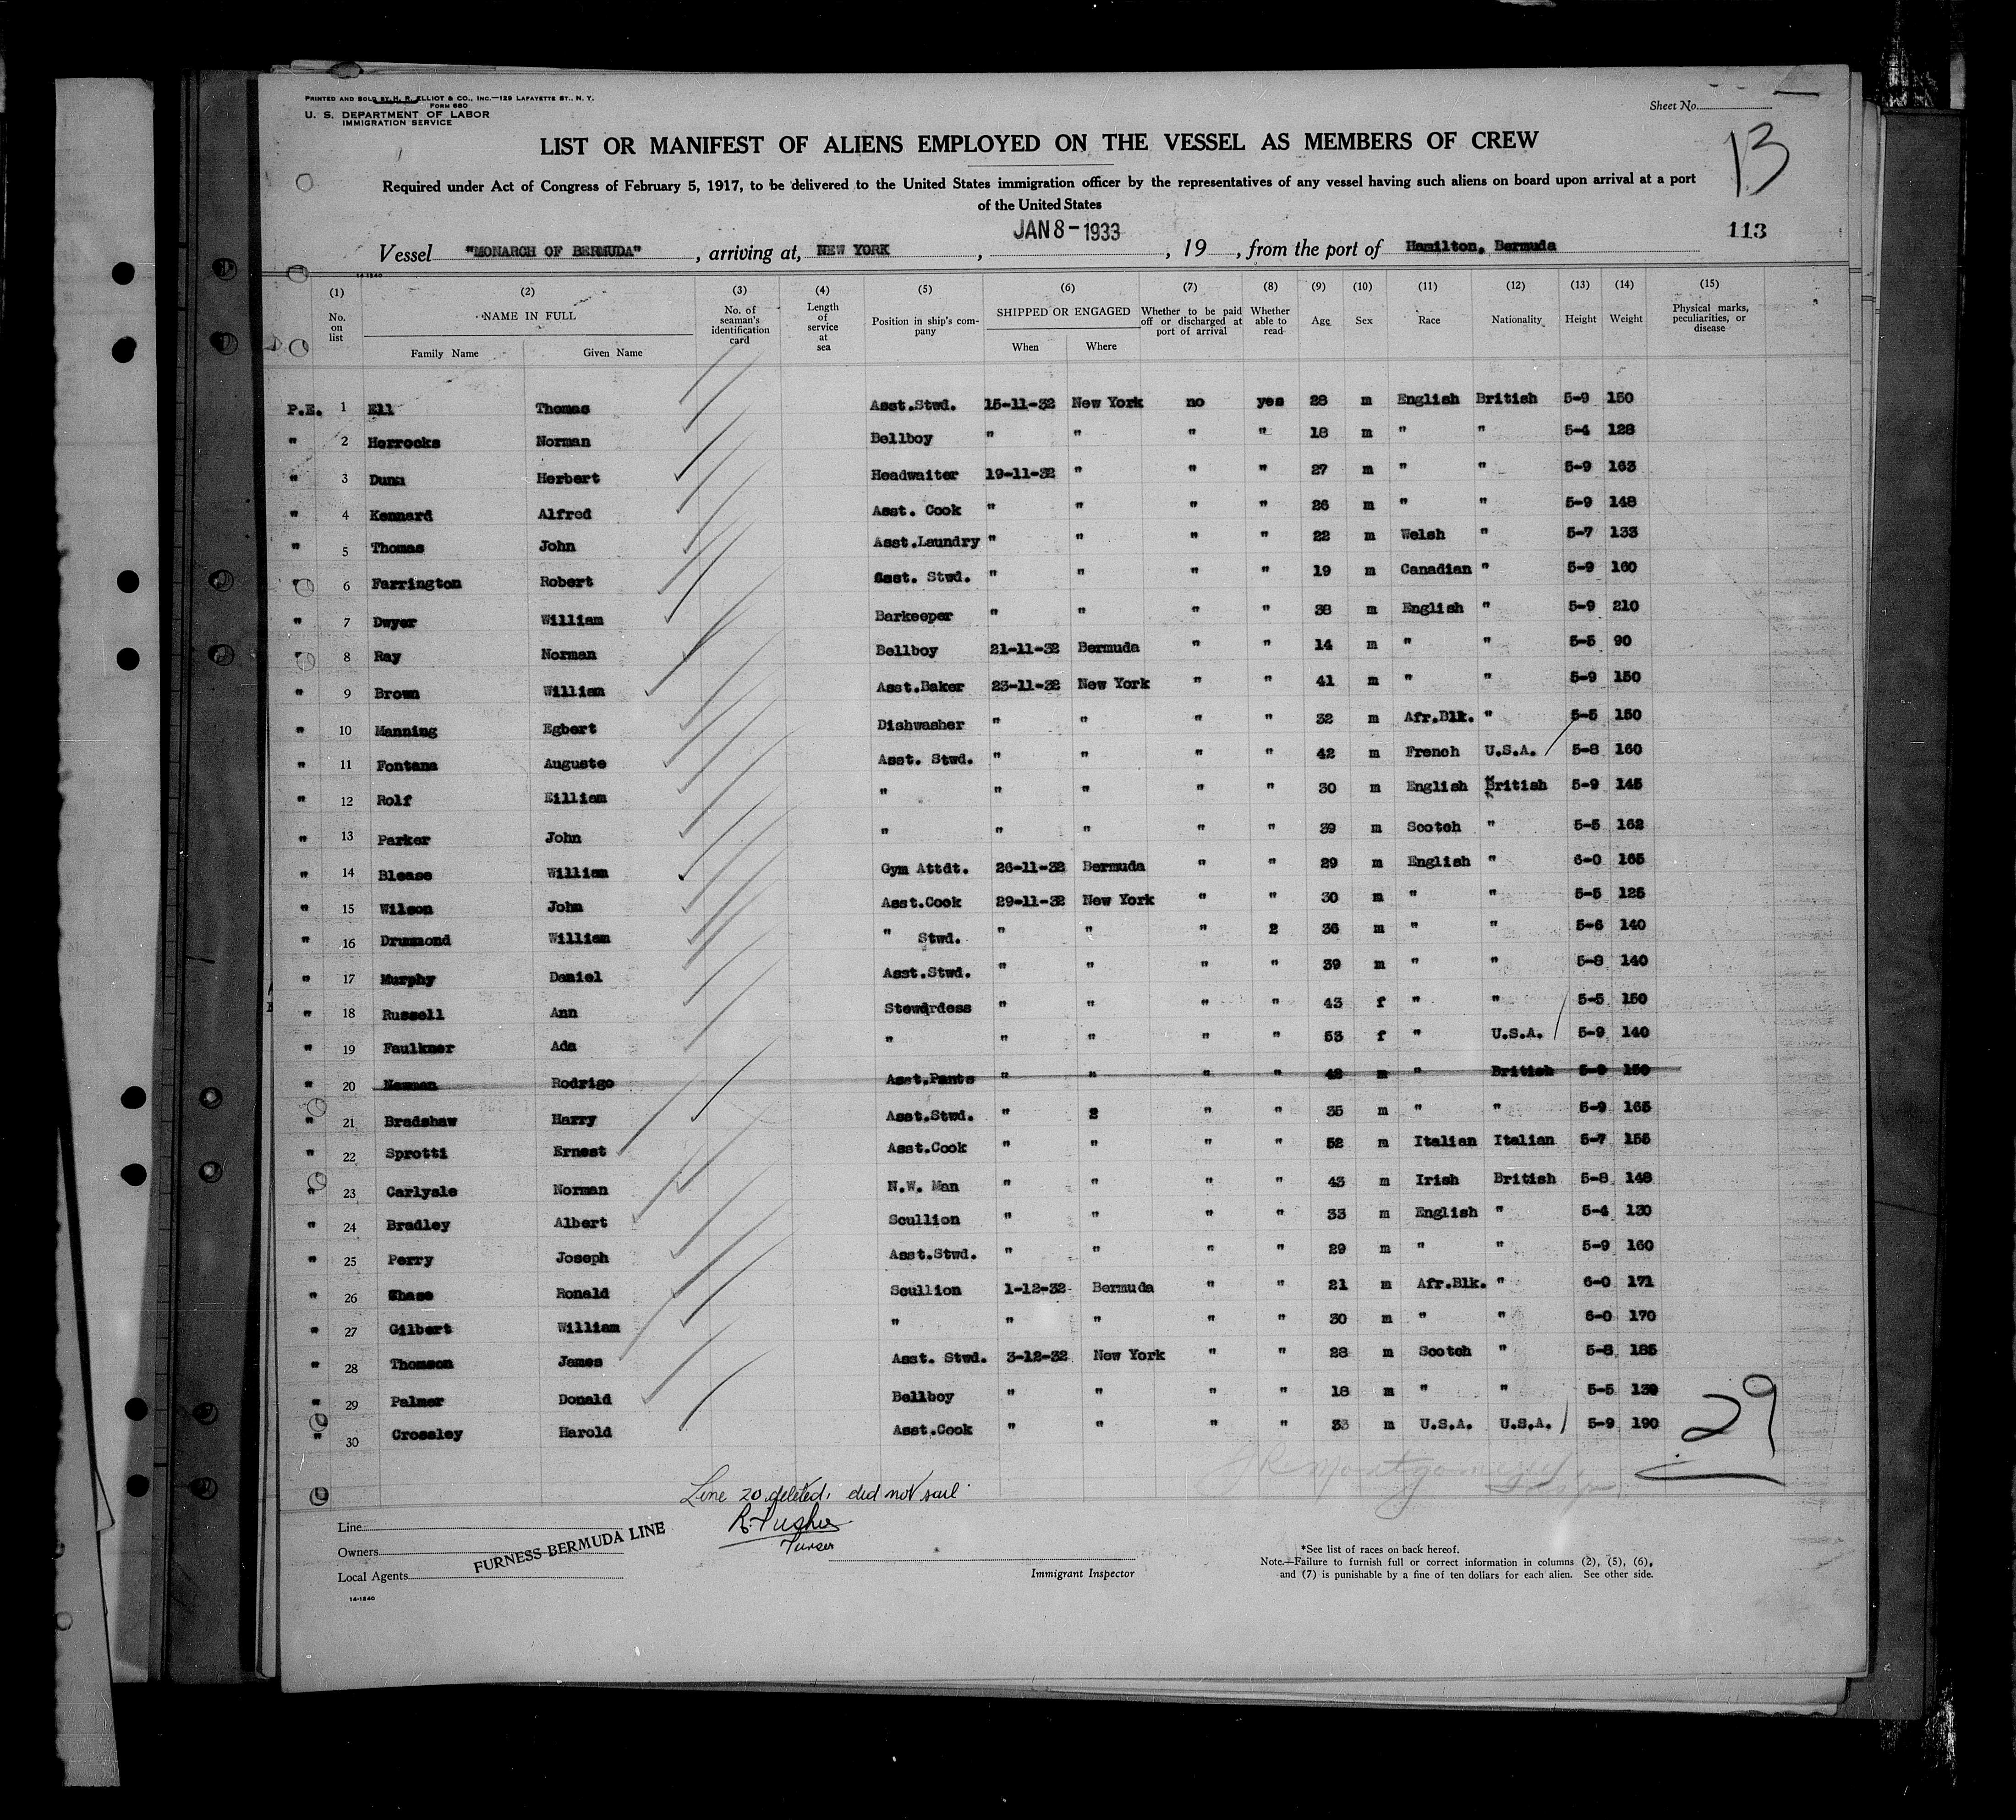 PRINTED AND SOLD BY H. R. ELLIOT & CO., INC.—129 LAFAYETTE ST., N. Y.
FORM 680
U. S. DEPARTMENT OF LABOR
IMMIGRATION SERVICE
Sheet No.
LIST OR MANIFEST OF ALIENS EMPLOYED ON THE VESSEL AS MEMBERS OF CREW
13
Required under Act of Congress of February 5, 1917, to be delivered to the United States immigration officer by the representatives of any vessel having such aliens on board upon arrival at a port
of the United States
JAN 8 - 1933
113
Vessel "MONARCH OF BERMUDA", arriving at, NEW YORK, , 19 , from the port of Hamilton, Bermuda
14-1240
(1) (2) (3) (4) (5) (6) (7) (8) (9) (10) (11) (12) (13) (14) (15)
No. on list NAME IN FULL Family Name Given Name No. of seaman's identification card Length of service at sea Position in ship's company SHIPPED OR ENGAGED When Where Whether to be paid off or discharged at port of arrival Whether able to read Age Sex Race Nationality Height Weight Physical marks, peculiarities, or disease
P.E. 1 Ell Thomas Asst.Stwd. 15-11-32 New York no yes 28 m English British 5-9 150
" 2 Horrocks Norman Bellboy " " " " 18 m " " 5-4 128
" 3 Dunn Herbert Headwaiter 19-11-32 " " " 27 m " " 5-9 163
" 4 Kennard Alfred Asst. Cook " " " " 26 m " " 5-9 148
" 5 Thomas John Asst.Laundry " " " " 22 m Welsh " 5-7 133
" 6 Farrington Robert Asst. Stwd. " " " " 19 m Canadian " 5-9 160
" 7 Dwyer William Barkeeper " " " " 38 m English " 5-9 210
" 8 Ray Norman Bellboy 21-11-32 Bermuda " " 14 m " " 5-5 90
" 9 Brown William Asst.Baker 23-11-32 New York " " 41 m " " 5-9 150
" 10 Manning Egbert Dishwasher " " " " 32 m Afr.Blk. " 5-5 150
" 11 Fontana Auguste Asst. Stwd. " " " " 42 m French U.S.A. 5-8 160
" 12 Rolf Eilliam " " " " " 30 m English British 5-9 145
" 13 Parker John " " " " " 39 m Scotch " 5-5 162
" 14 Blease William Gym Attdt. 26-11-32 Bermuda " " 29 m English " 6-0 165
" 15 Wilson John Asst.Cook 29-11-32 New York " " 30 m " " 5-5 125
" 16 Drummond William " Stwd. " " " 2 36 m " " 5-6 140
" 17 Murphy Daniel Asst.Stwd. " " " " 39 m " " 5-8 140
" 18 Russell Ann Stewardess " " " " 43 f " " 5-5 150
" 19 Faulkner Ada " " " " " 53 f " U.S.A. 5-9 140
" 20 Newman Rodrigo Asst.Pants " " " " 42 m " British 5-9 150
" 21 Bradshaw Harry Asst.Stwd. " 2 " " 35 m " " 5-9 165
" 22 Sprotti Ernest Asst.Cook " " " " 52 m Italian Italian 5-7 155
" 23 Carlysle Norman N.W. Man " " " " 43 m Irish British 5-8 148
" 24 Bradley Albert Scullion " " " " 33 m English " 5-4 130
" 25 Perry Joseph Asst.Stwd. " " " " 29 m " " 5-9 160
" 26 Chase Ronald Scullion 1-12-32 Bermuda " " 21 m Afr.Blk. " 6-0 171
" 27 Gilbert William " " " " " 30 m " " 6-0 170
" 28 Thomson James Asst. Stwd. 3-12-32 New York " " 28 m Scotch " 5-8 185
" 29 Palmer Donald Bellboy " " " " 18 m " " 5-5 130
" 30 Crossley Harold Asst.Cook " " " " 33 m U.S.A. U.S.A. 5-9 190
29
Line 20 deleted, did not sail
Purser
Line
Owners
FURNESS BERMUDA LINE
Local Agents
Immigrant Inspector
*See list of races on back hereof.
Note.—Failure to furnish full or correct information in columns (2), (5), (6), and (7) is punishable by a fine of ten dollars for each alien. See other side.
14-1240